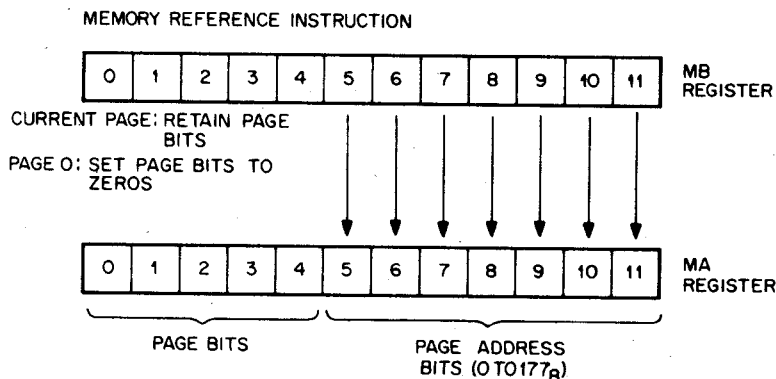 MEMORY REFERENCE INSTRUCTION
0 1 2 3 4 5 6 7 8 9 10 11
MB
REGISTER
CURRENT PAGE: RETAIN PAGE
BITS
PAGE 0: SET PAGE BITS TO
ZEROS
0 1 2 3 4 5 6 7 8 9 10 11
MA
REGISTER
PAGE BITS
PAGE ADDRESS
BITS (0 TO 1778)